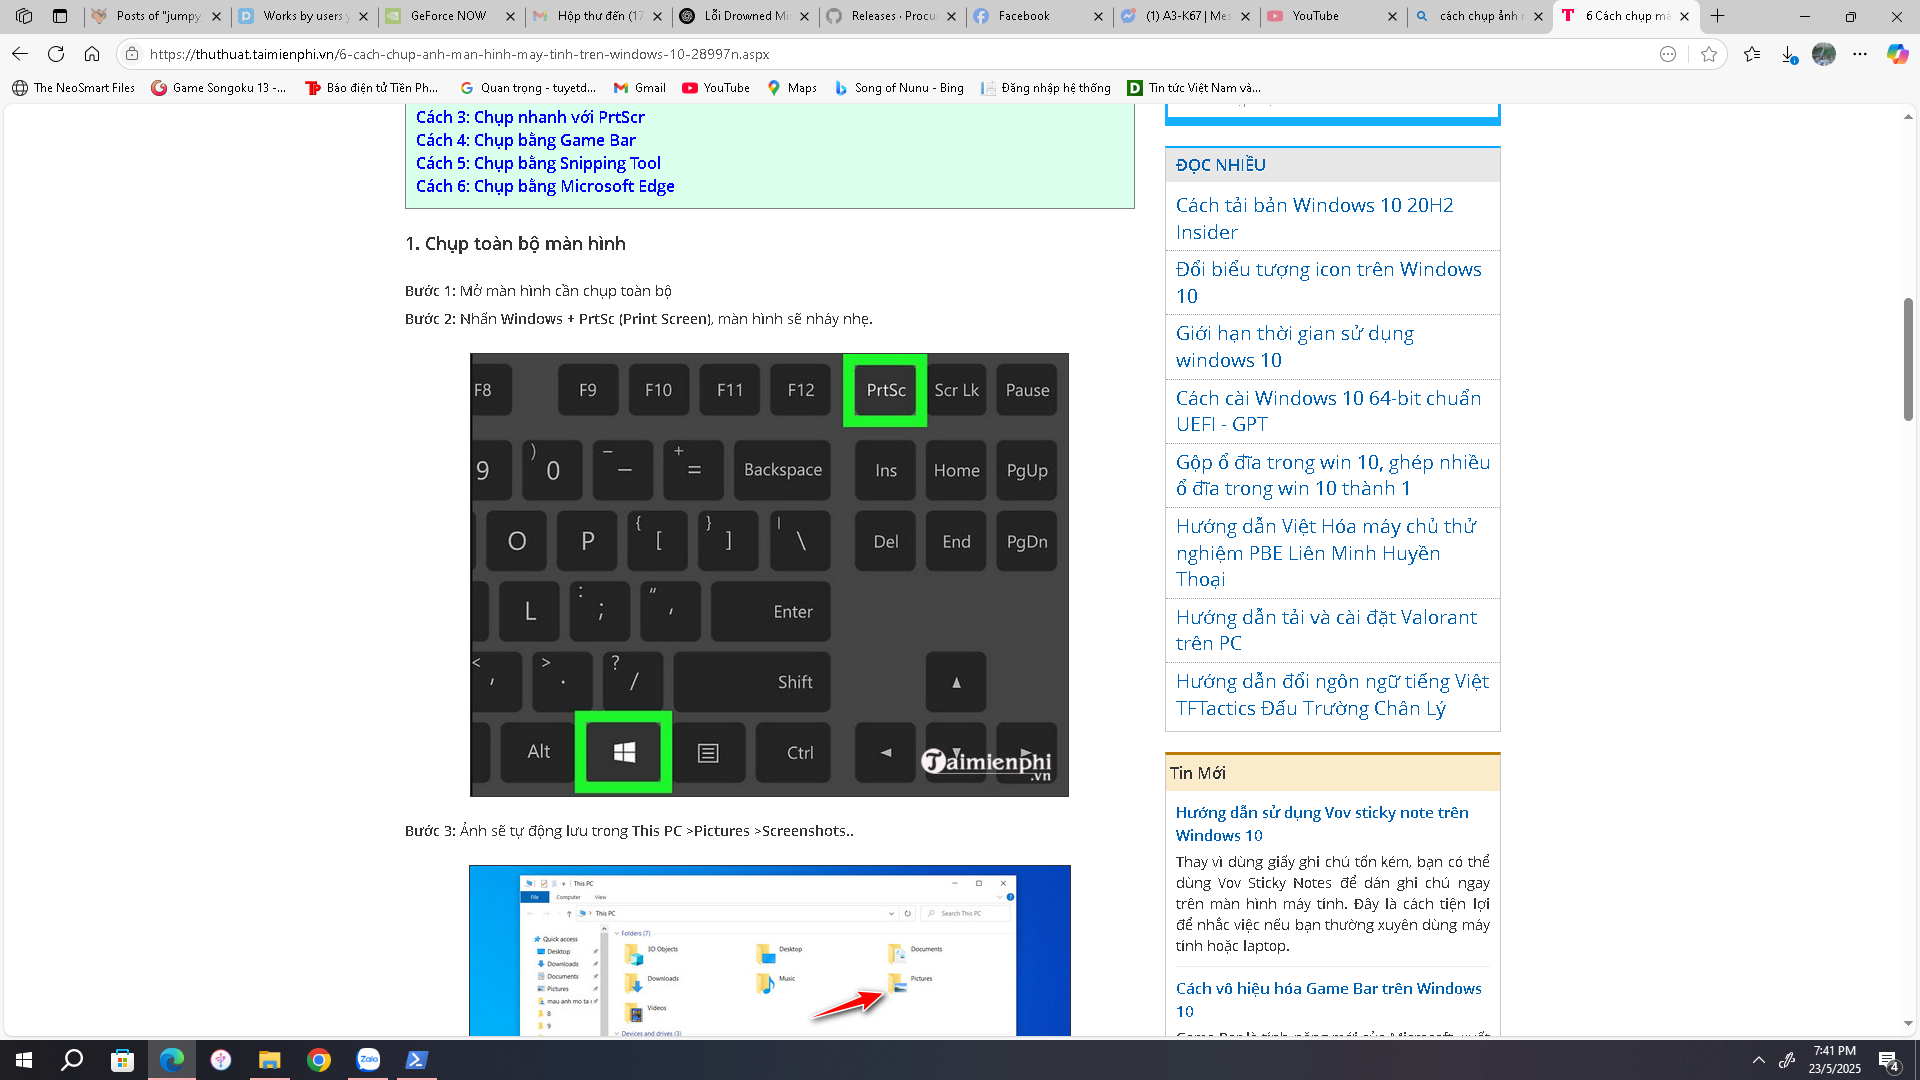 Posts of "jumpy
Works by users
GeForce NOW
Hộp thư đến (17
Lỗi Drowned Mi
Releases · Procu
Facebook
(1) A3-K67 | Mes
YouTube
cách chụp ảnh
6 Cách chụp mà
https://thuthuat.taimienphi.vn/6-cach-chup-anh-man-hinh-may-tinh-tren-windows-10-28997n.aspx
The NeoSmart Files
Game Songoku 13 -...
Báo điện tử Tiền Ph...
Quan trọng - tuyetd...
Gmail
YouTube
Maps
Song of Nunu - Bing
Đăng nhập hệ thống
Tin tức Việt Nam và...
Cách 3: Chụp nhanh với PrtScr
Cách 4: Chụp bằng Game Bar
Cách 5: Chụp bằng Snipping Tool
Cách 6: Chụp bằng Microsoft Edge
1. Chụp toàn bộ màn hình
Bước 1: Mở màn hình cần chụp toàn bộ
Bước 2: Nhấn Windows + PrtSc (Print Screen), màn hình sẽ nháy nhẹ.
F8 F9 F10 F11 F12 PrtSc Scr Lk Pause
9 ) 0 _ – + = Backspace Ins Home PgUp
O P { [ } ] | \ Del End PgDn
L : ; " ' Enter
< , > . ? / Shift ▲
Alt Ctrl ◄ ▼ ►
Taimienphi
.vn
Bước 3: Ảnh sẽ tự động lưu trong This PC >Pictures >Screenshots..
This PC
File Computer View
This PC
Search This PC
Quick access
Desktop
Downloads
Documents
Pictures
mau anh mo ta
8
9
Folders (7)
3D Objects
Desktop
Documents
Downloads
Music
Pictures
Videos
Devices and drives (3)
ĐỌC NHIỀU
Cách tải bản Windows 10 20H2
Insider
Đổi biểu tượng icon trên Windows
10
Giới hạn thời gian sử dụng
windows 10
Cách cài Windows 10 64-bit chuẩn
UEFI - GPT
Gộp ổ đĩa trong win 10, ghép nhiều
ổ đĩa trong win 10 thành 1
Hướng dẫn Việt Hóa máy chủ thử
nghiệm PBE Liên Minh Huyền
Thoại
Hướng dẫn tải và cài đặt Valorant
trên PC
Hướng dẫn đổi ngôn ngữ tiếng Việt
TFTactics Đấu Trường Chân Lý
Tin Mới
Hướng dẫn sử dụng Vov sticky note trên
Windows 10
Thay vì dùng giấy ghi chú tốn kém, bạn có thể
dùng Vov Sticky Notes để dán ghi chú ngay
trên màn hình máy tính. Đây là cách tiện lợi
để nhắc việc nếu bạn thường xuyên dùng máy
tính hoặc laptop.
Cách vô hiệu hóa Game Bar trên Windows
10
Game Bar là tính năng mới của Microsoft, xuất
Zalo
7:41 PM
23/5/2025
4